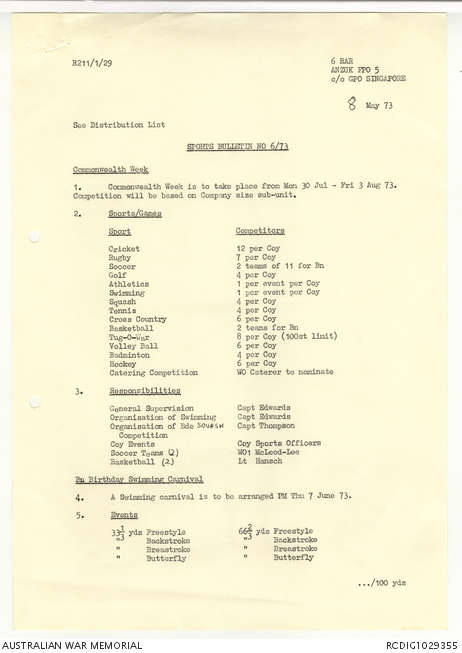 R211/1/29
6 RAR
ANZUK FPO 5
c/o GPO SINGAPORE
8 May 73
See Distribution List
SPORTS BULLETIN NO 6/73
Commonwealth Week
1. Commonwealth Week is to take place from Mon 30 Jul - Fri 3 Aug 73.
Competition will be based on Company size sub-unit.
2. Sports/Games
Sport Competitors
Cricket 12 per Coy
Rugby 7 per Coy
Soccer 2 teams of 11 for Bn
Golf 4 per Coy
Athletics 1 per event per Coy
Swimming 1 per event per Coy
Squash 4 per Coy
Tennis 4 per Coy
Cross Country 6 per Coy
Basketball 2 teams for Bn
Tug-O-War 8 per Coy (100st limit)
Volley Ball 6 per Coy
Badminton 4 per Coy
Hockey 6 per Coy
Catering Competition WO Caterer to nominate
3. Responsibilities
General Supervision Capt Edwards
Organisation of Swimming Capt Edwards
Organisation of Bde SQUASH Capt Thompson
Competition
Coy Events Coy Sports Officers
Soccer Teams (2) WO1 McLeod-Lee
Basketball (2) Lt Hansch
Bn Birthday Swimming Carnival
4. A Swimming carnival is to be arranged PM Thu 7 June 73.
5. Events
33⅓ yds Freestyle 66⅔ yds Freestyle
" Backstroke " Backstroke
" Breastroke " Breastroke
" Butterfly " Butterfly
.../100 yds
AUSTRALIAN WAR MEMORIAL
RCDIG1029355